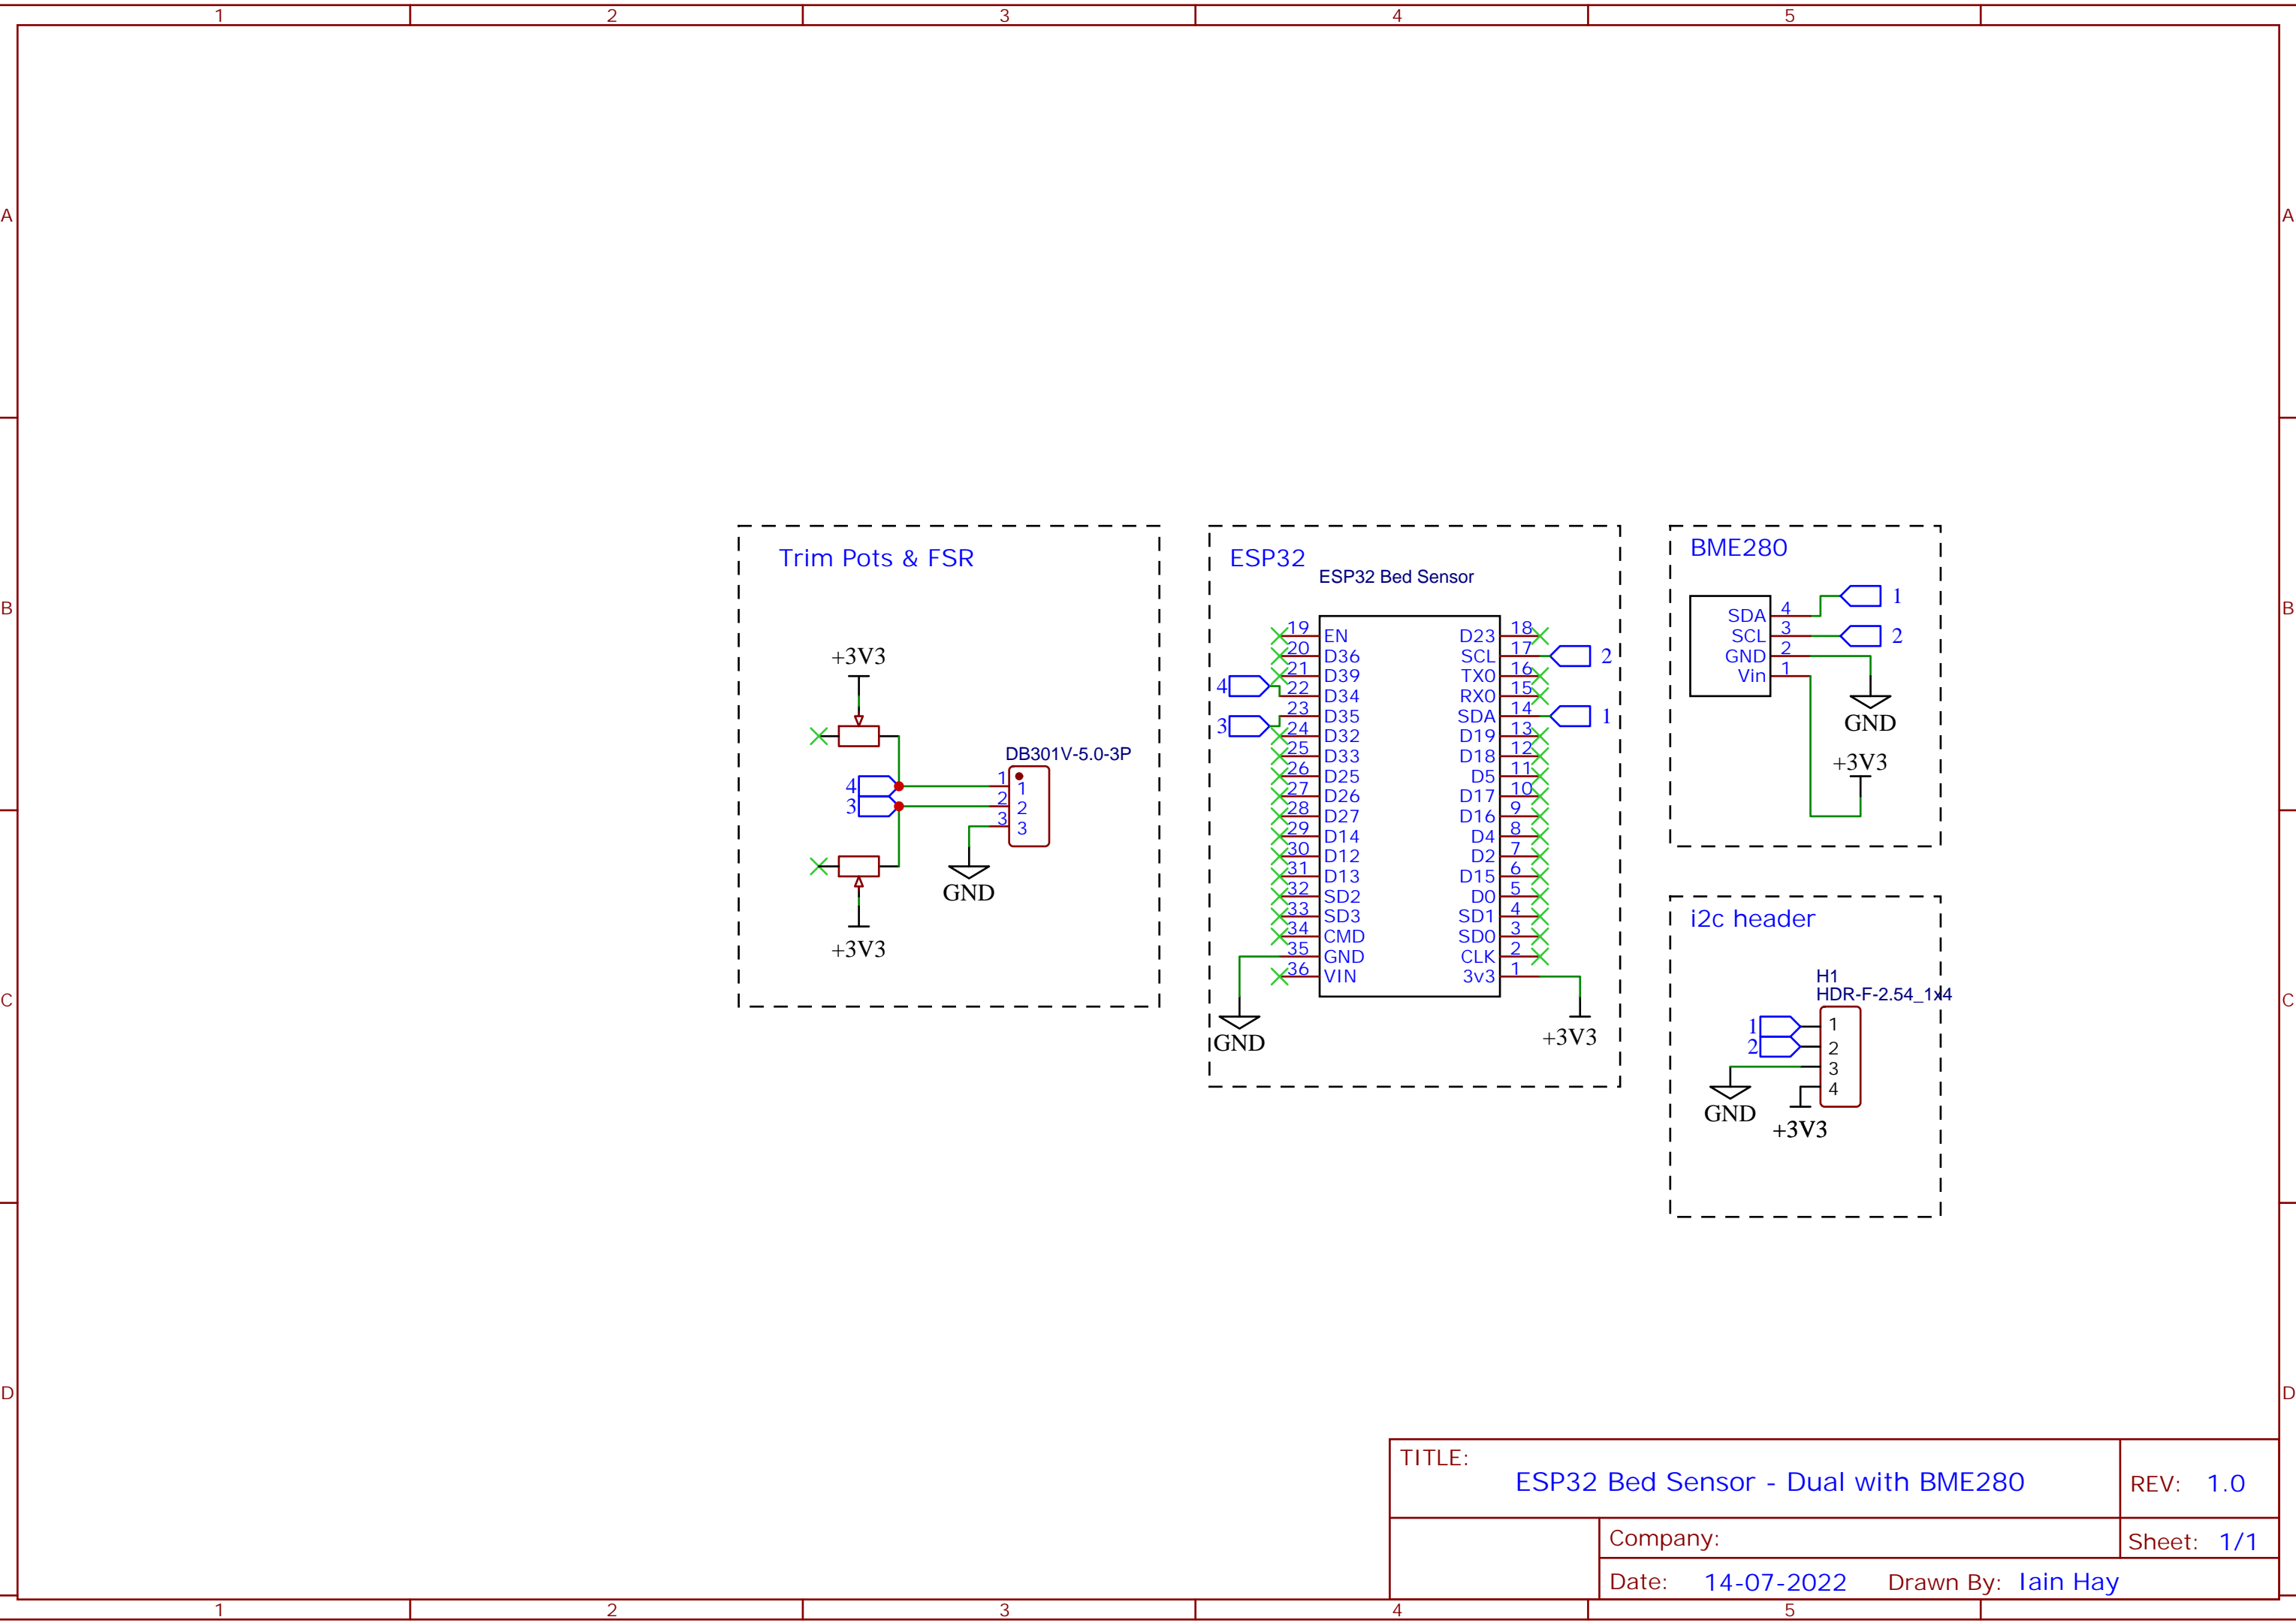 1 2 3 4 5
A A
B B
C C
D D
Trim Pots & FSR
+3V3
4
3
DB301V-5.0-3P
1 1
2 2
3 3
GND
+3V3
ESP32
ESP32 Bed Sensor
19 EN D23 18
20 D36 SCL 17 2
21 D39 TX0 16
4 22 D34 RX0 15
23 D35 SDA 14 1
3 24 D32 D19 13
25 D33 D18 12
26 D25 D5 11
27 D26 D17 10
28 D27 D16 9
29 D14 D4 8
30 D12 D2 7
31 D13 D15 6
32 SD2 D0 5
33 SD3 SD1 4
34 CMD SD0 3
35 GND CLK 2
36 VIN 3v3 1
GND
+3V3
BME280
SDA 4 1
SCL 3 2
GND 2
Vin 1
GND
+3V3
i2c header
H1
HDR-F-2.54_1x4
1 1
2 2
3
4
GND
+3V3
TITLE:
ESP32 Bed Sensor - Dual with BME280
REV: 1.0
Company:
Sheet: 1/1
Date: 14-07-2022 Drawn By: Iain Hay
1 2 3 4 5